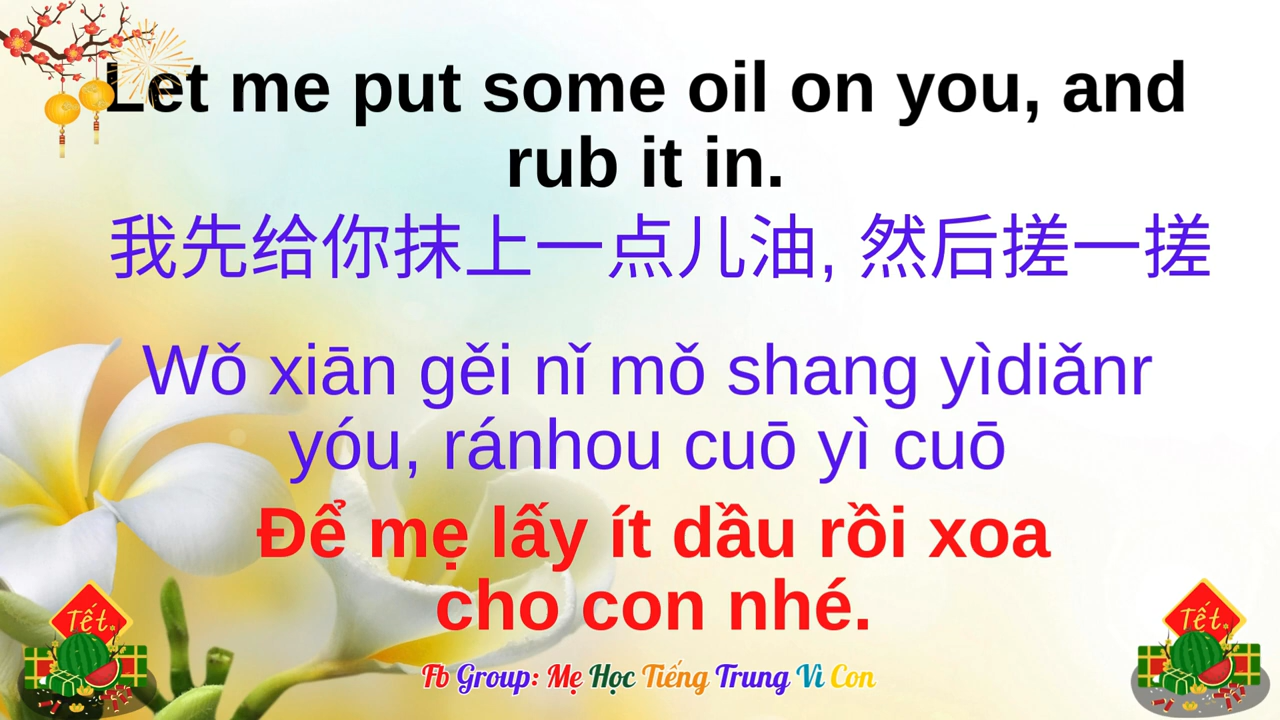 Let me put some oil on you, and
rub it in.
我先给你抹上一点儿油, 然后搓一搓
Wǒ xiān gěi nǐ mǒ shang yìdiǎnr
yóu, ránhou cuō yì cuō
Để mẹ lấy ít dầu rồi xoa
cho con nhé.
Tết
Tết
Fb Group: Mẹ Học Tiếng Trung Vì Con